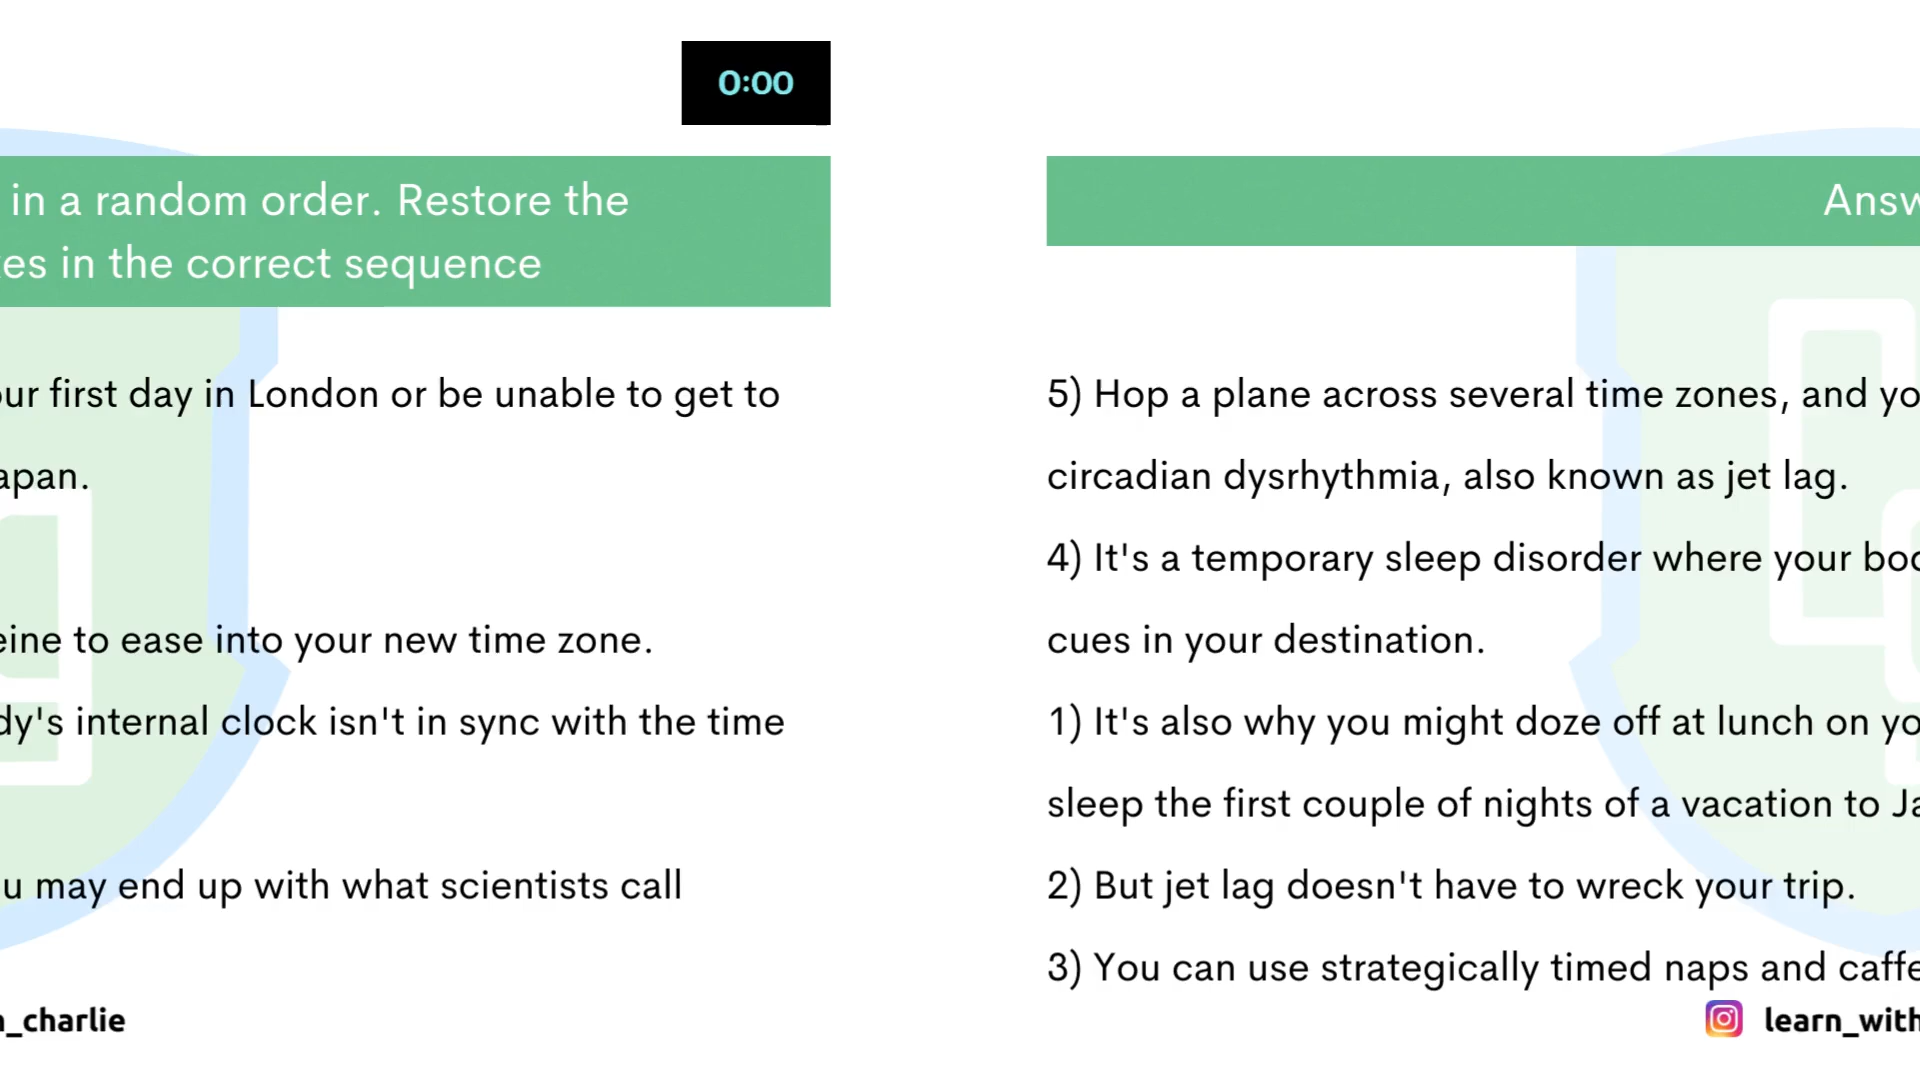 0:00
in a random order. Restore the
es in the correct sequence
our first day in London or be unable to get to
apan.
eine to ease into your new time zone.
dy's internal clock isn't in sync with the time
u may end up with what scientists call
_charlie
Answ
5) Hop a plane across several time zones, and yo
circadian dysrhythmia, also known as jet lag.
4) It's a temporary sleep disorder where your bod
cues in your destination.
1) It's also why you might doze off at lunch on yo
sleep the first couple of nights of a vacation to Ja
2) But jet lag doesn't have to wreck your trip.
3) You can use strategically timed naps and caffe
learn_with